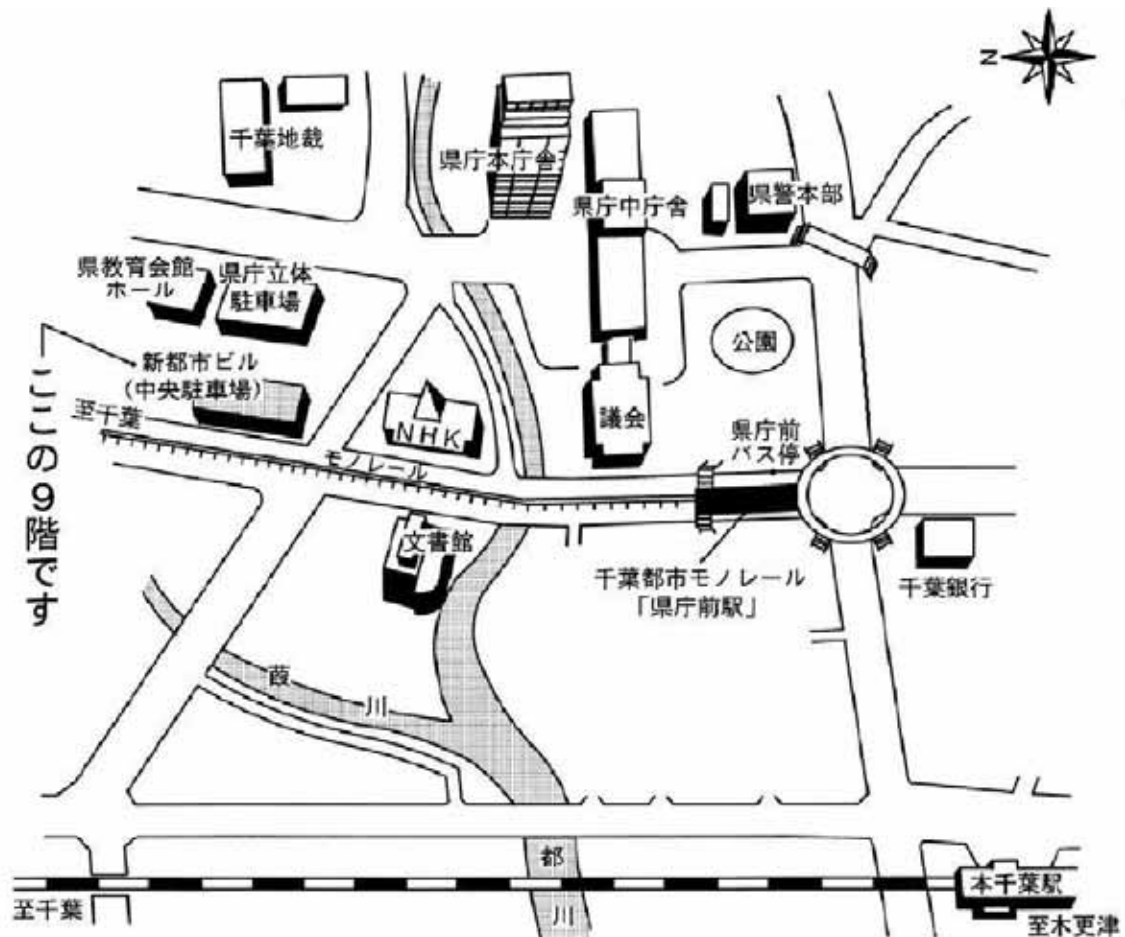 N
千葉地裁
県庁本庁舎
県庁中庁舎
県警本部
県教育会館
ホール
県庁立体
駐車場
公園
新都市ビル
(中央駐車場)
ここの9階です
至千葉
NHK
議会
県庁前
バス停
モノレール
文書館
千葉都市モノレール
「県庁前駅」
千葉銀行
葭川
都川
本千葉駅
至千葉
至木更津